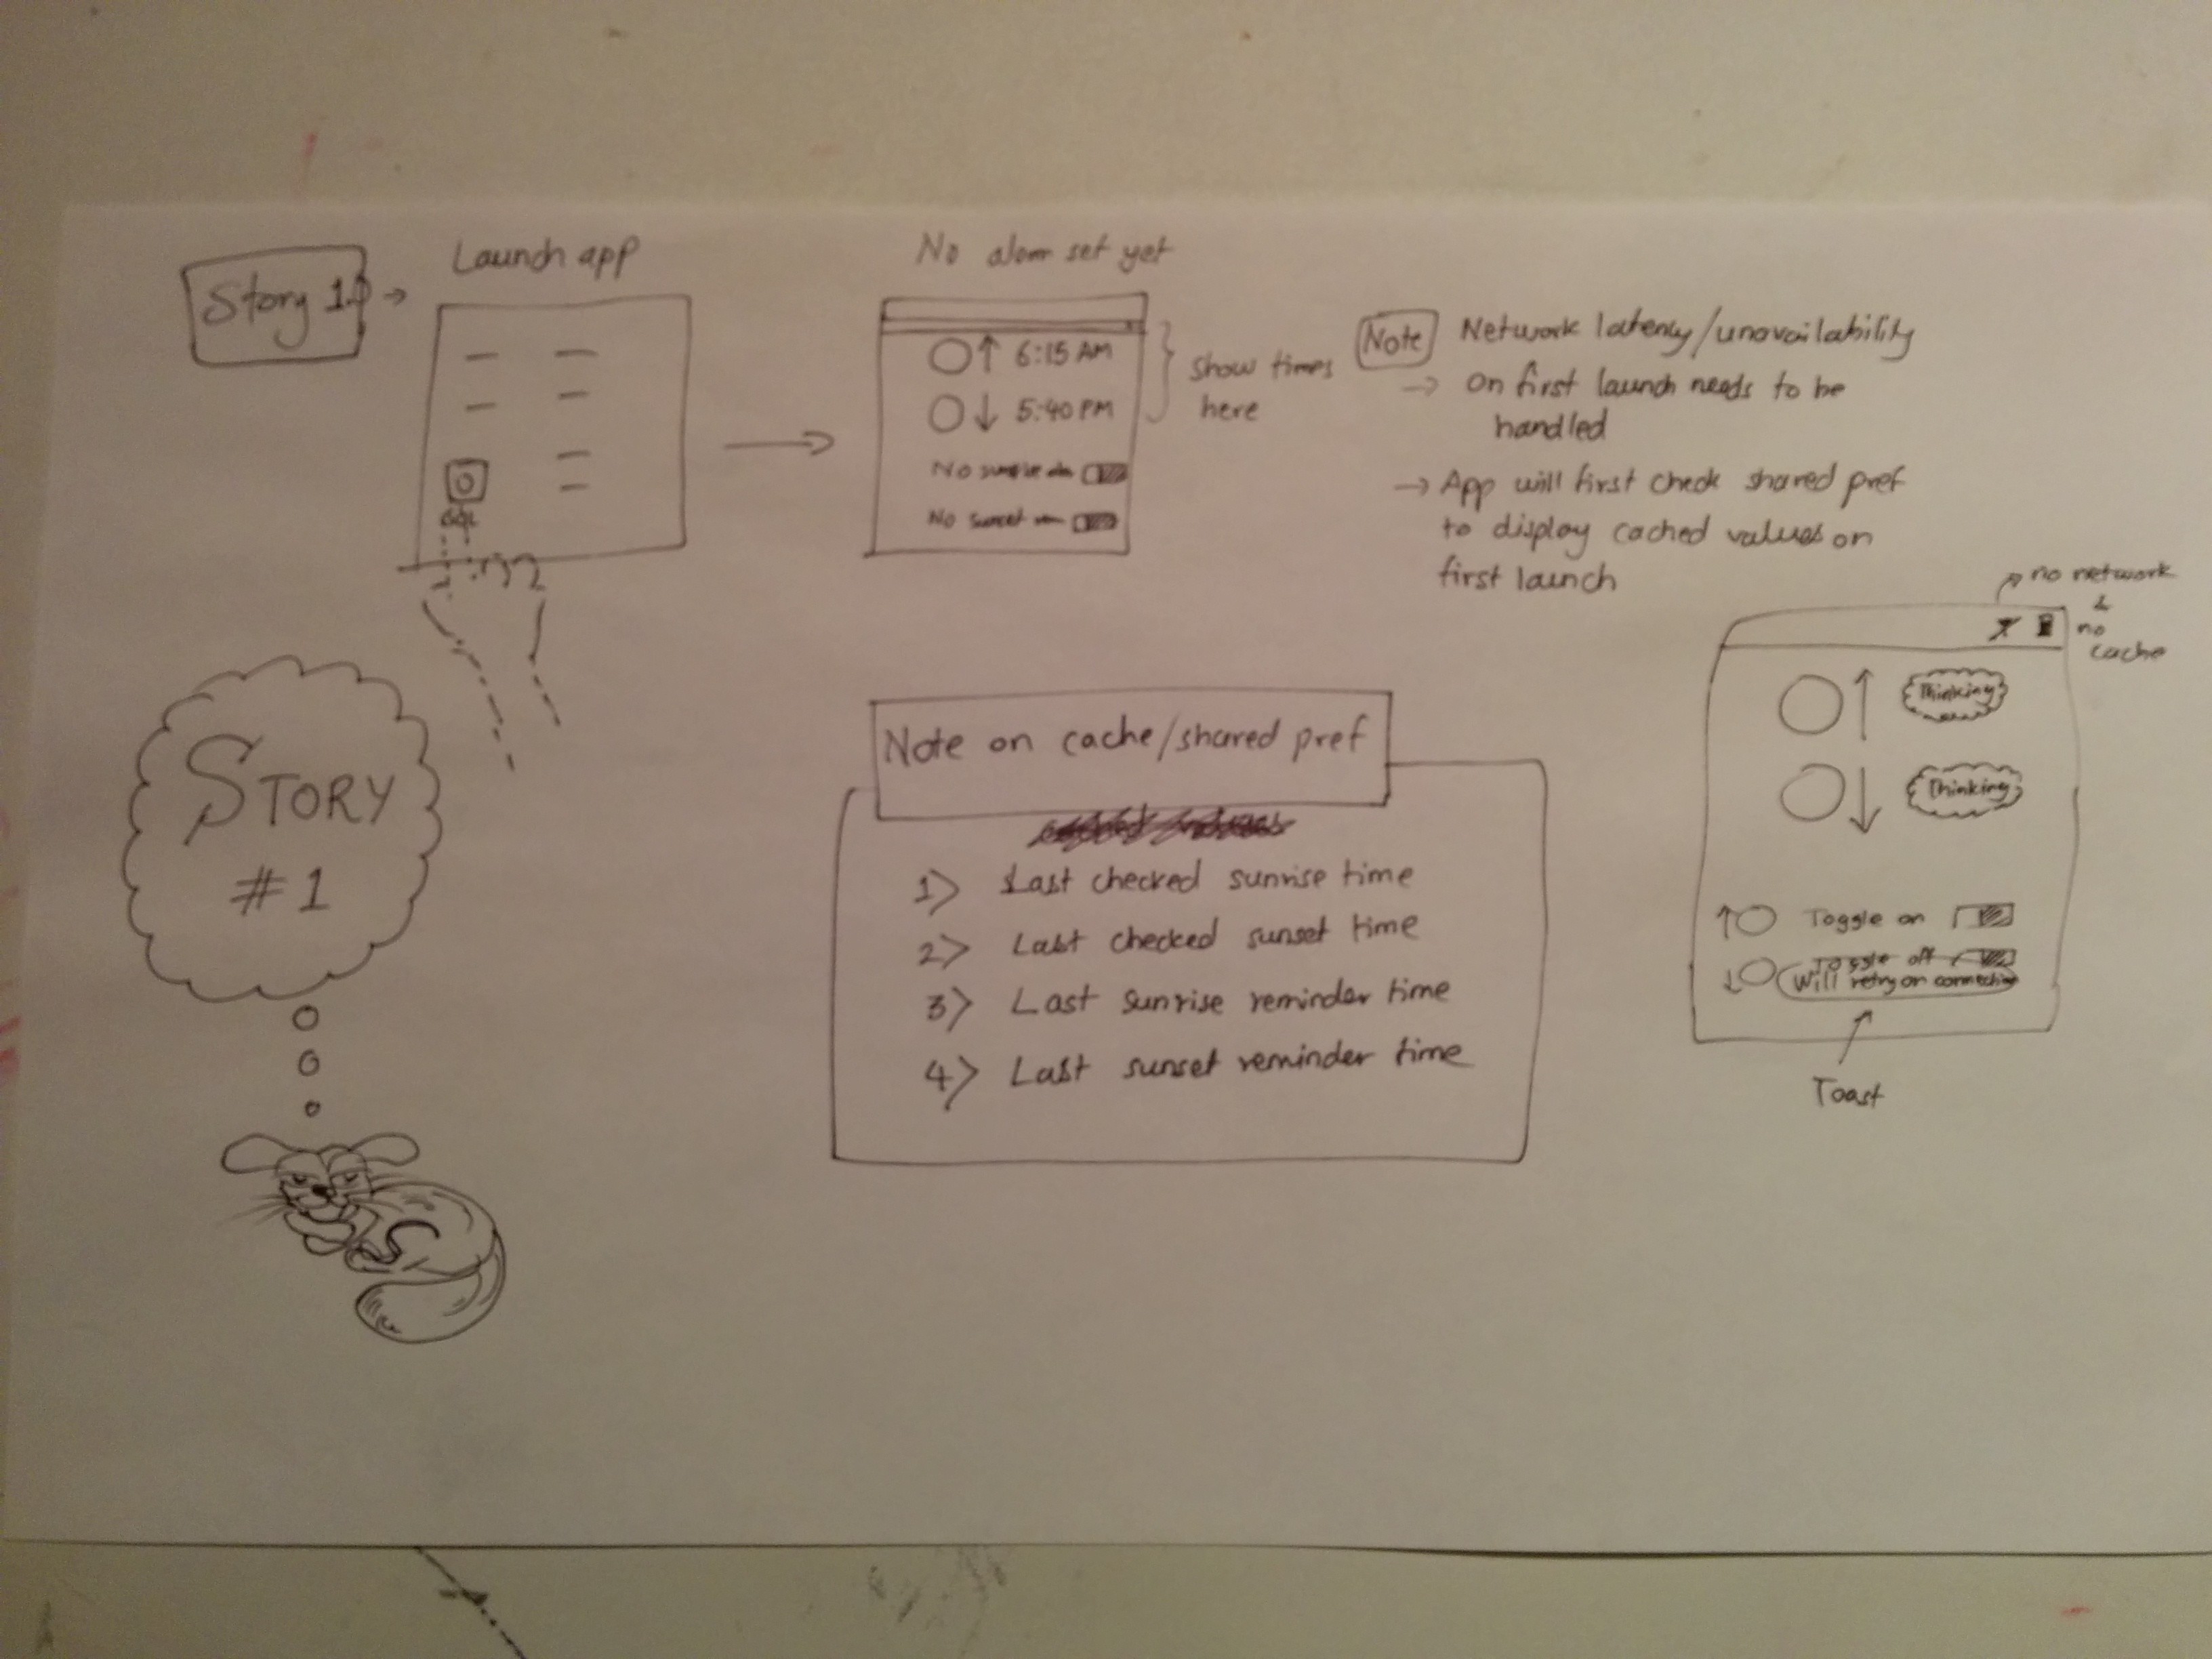 Story 1.
Launch app
No alarm set yet
6:15 AM
5:40 PM
No sunrise
No sunset
show times
here
Note
Network latency/unavailability
→ On first launch needs to be
handled
→ App will first check shared pref
to display cached values on
first launch
no network
&
no
cache
Thinking
Thinking
Toggle on
Toggle off
Will retry on connection
Toast
STORY
#1
Note on cache/shared pref
1> Last checked sunrise time
2> Last checked sunset time
3> Last sunrise reminder time
4> Last sunset reminder time